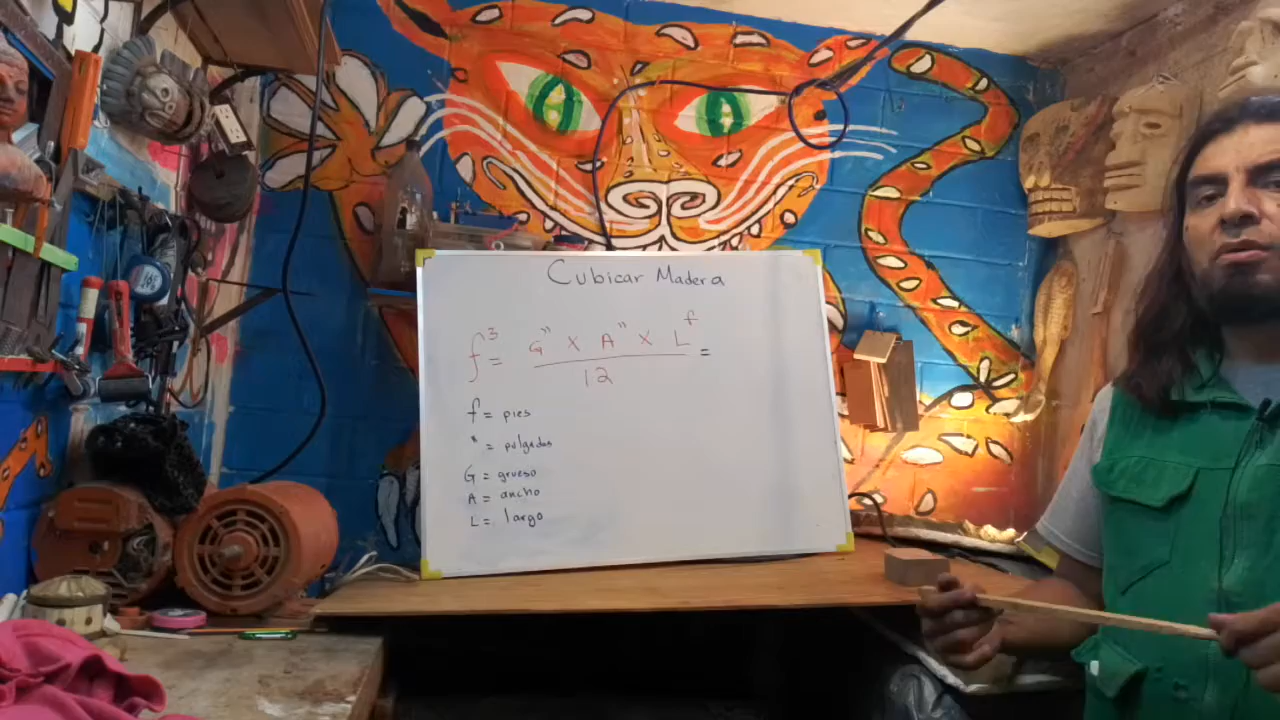 Cubicar Madera
f³ = G" X A" X L^f =
12
f = pies
" = pulgadas
G = grueso
A = ancho
L = largo